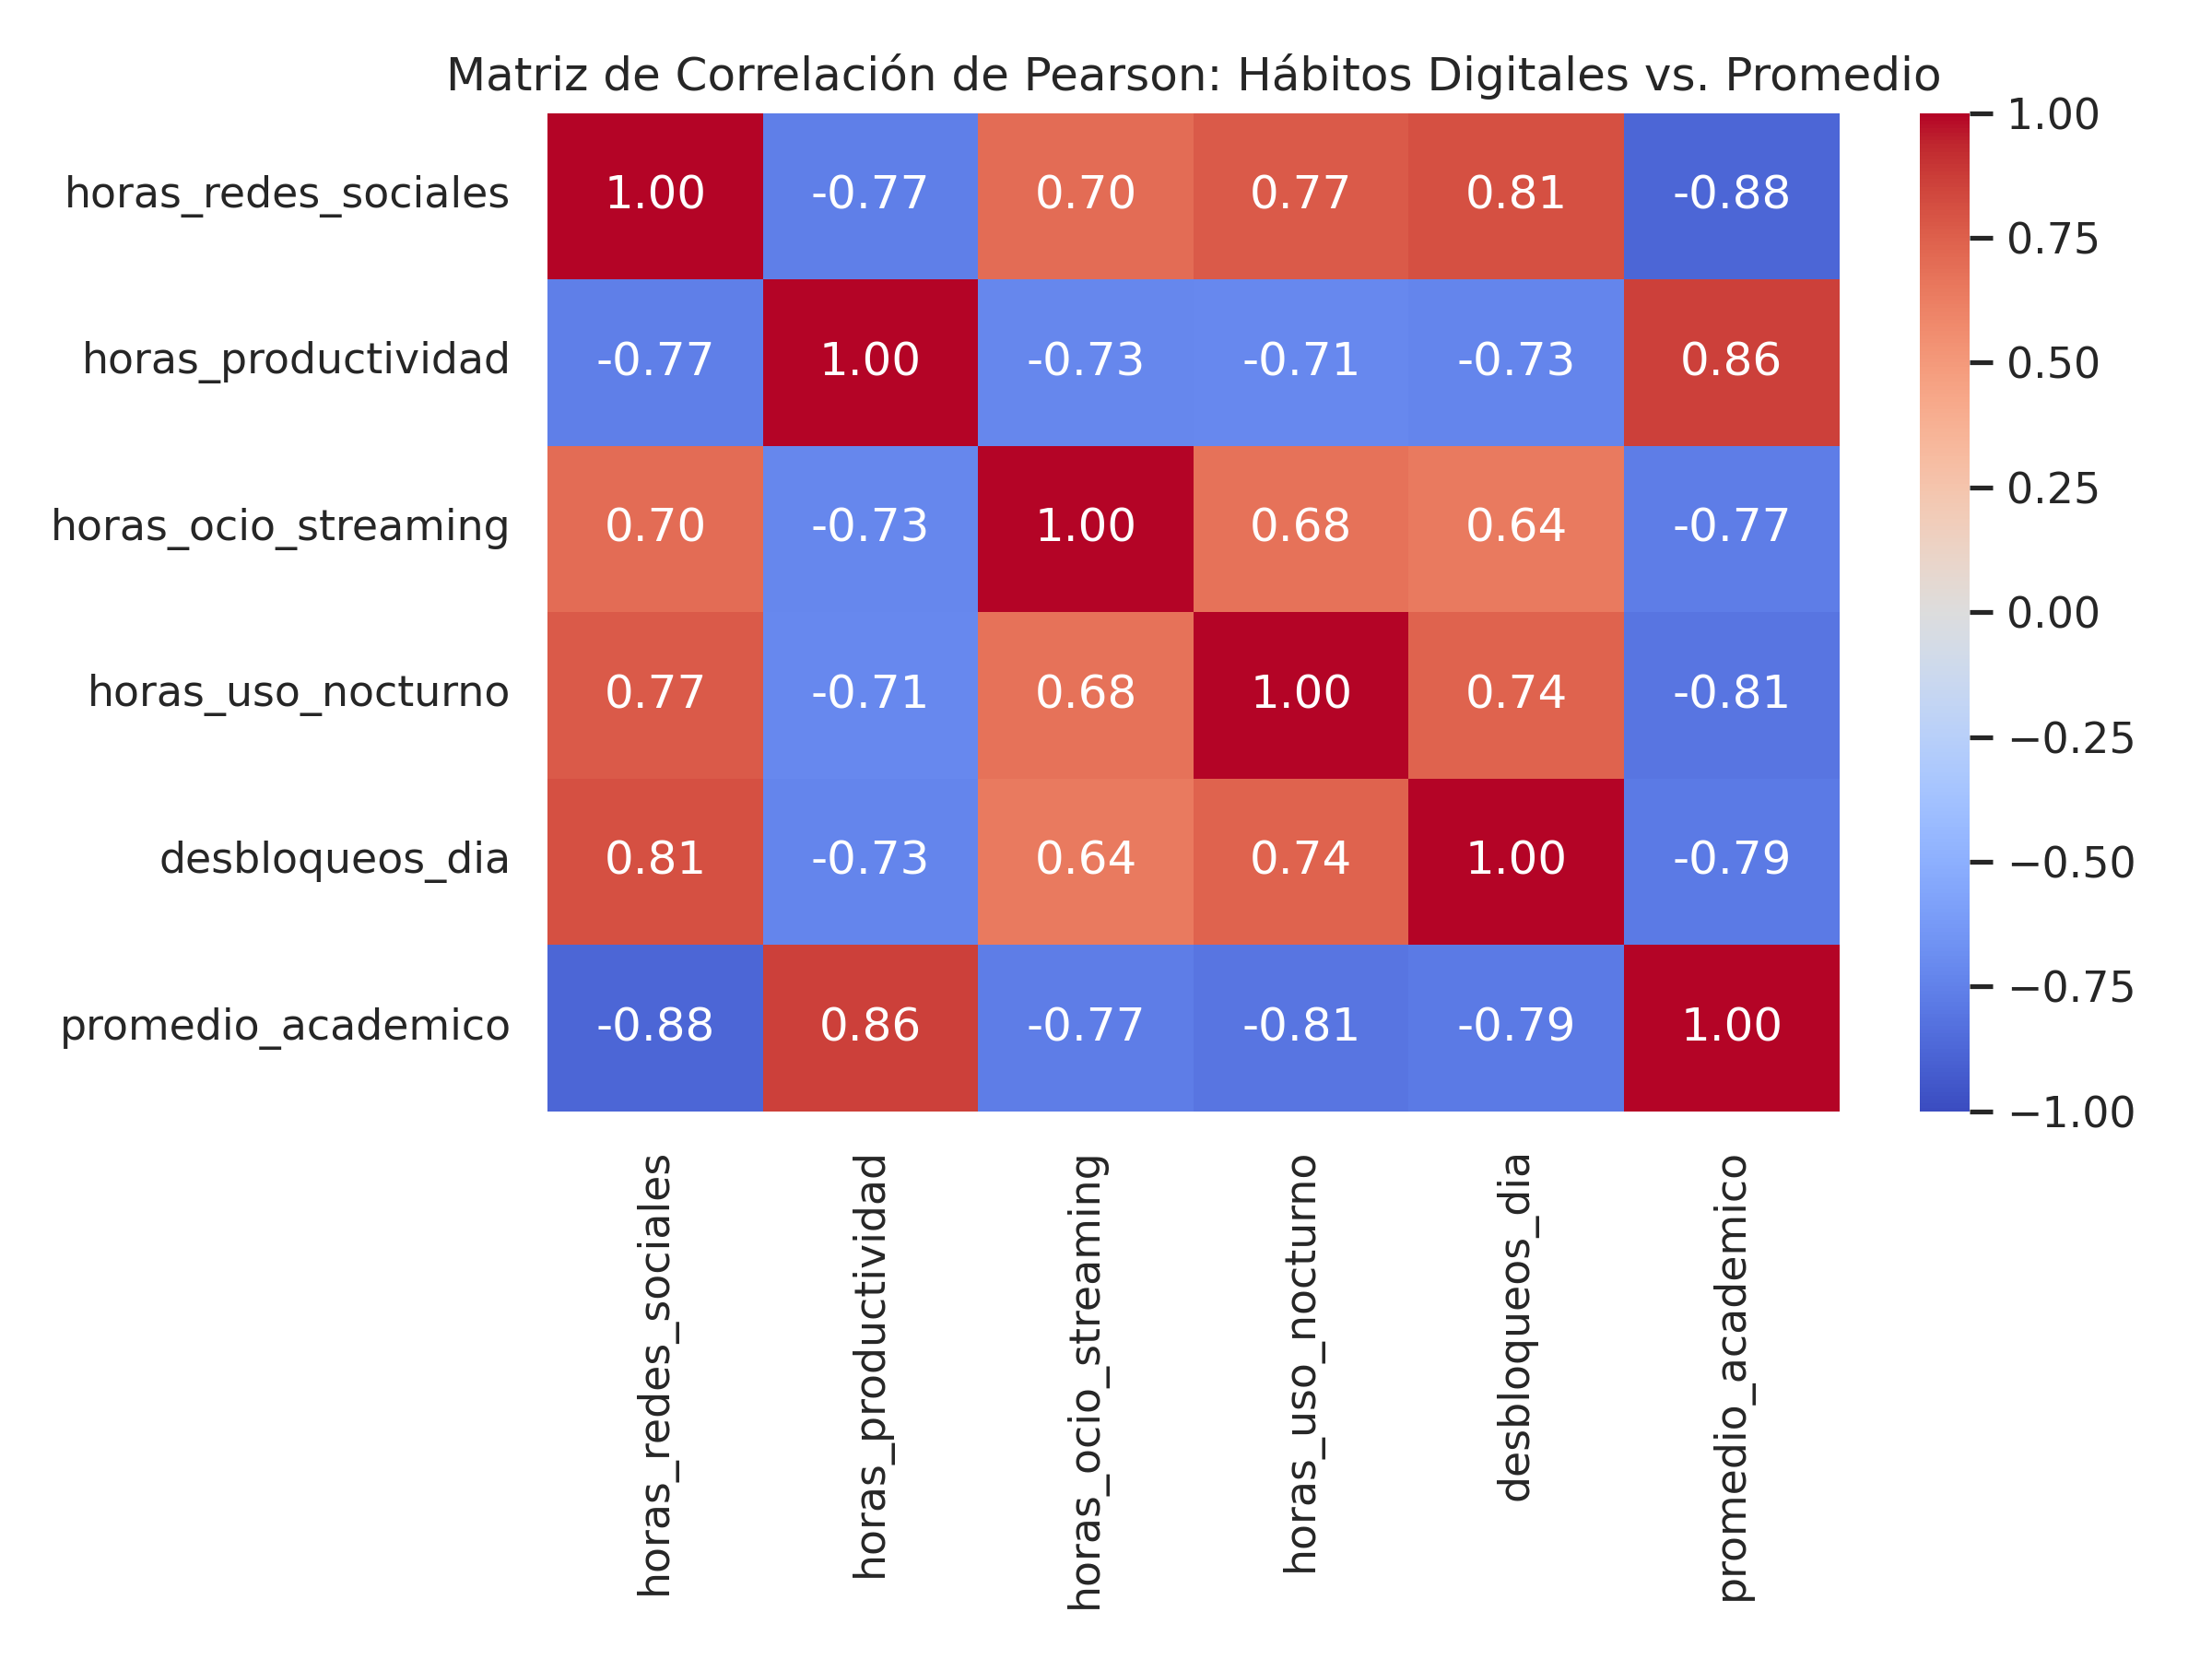 Matriz de Correlación de Pearson: Hábitos Digitales vs. Promedio
horas_redes_sociales 1.00 -0.77 0.70 0.77 0.81 -0.88
horas_productividad -0.77 1.00 -0.73 -0.71 -0.73 0.86
horas_ocio_streaming 0.70 -0.73 1.00 0.68 0.64 -0.77
horas_uso_nocturno 0.77 -0.71 0.68 1.00 0.74 -0.81
desbloqueos_dia 0.81 -0.73 0.64 0.74 1.00 -0.79
promedio_academico -0.88 0.86 -0.77 -0.81 -0.79 1.00
horas_redes_sociales
horas_productividad
horas_ocio_streaming
horas_uso_nocturno
desbloqueos_dia
promedio_academico
1.00
0.75
0.50
0.25
0.00
−0.25
−0.50
−0.75
−1.00